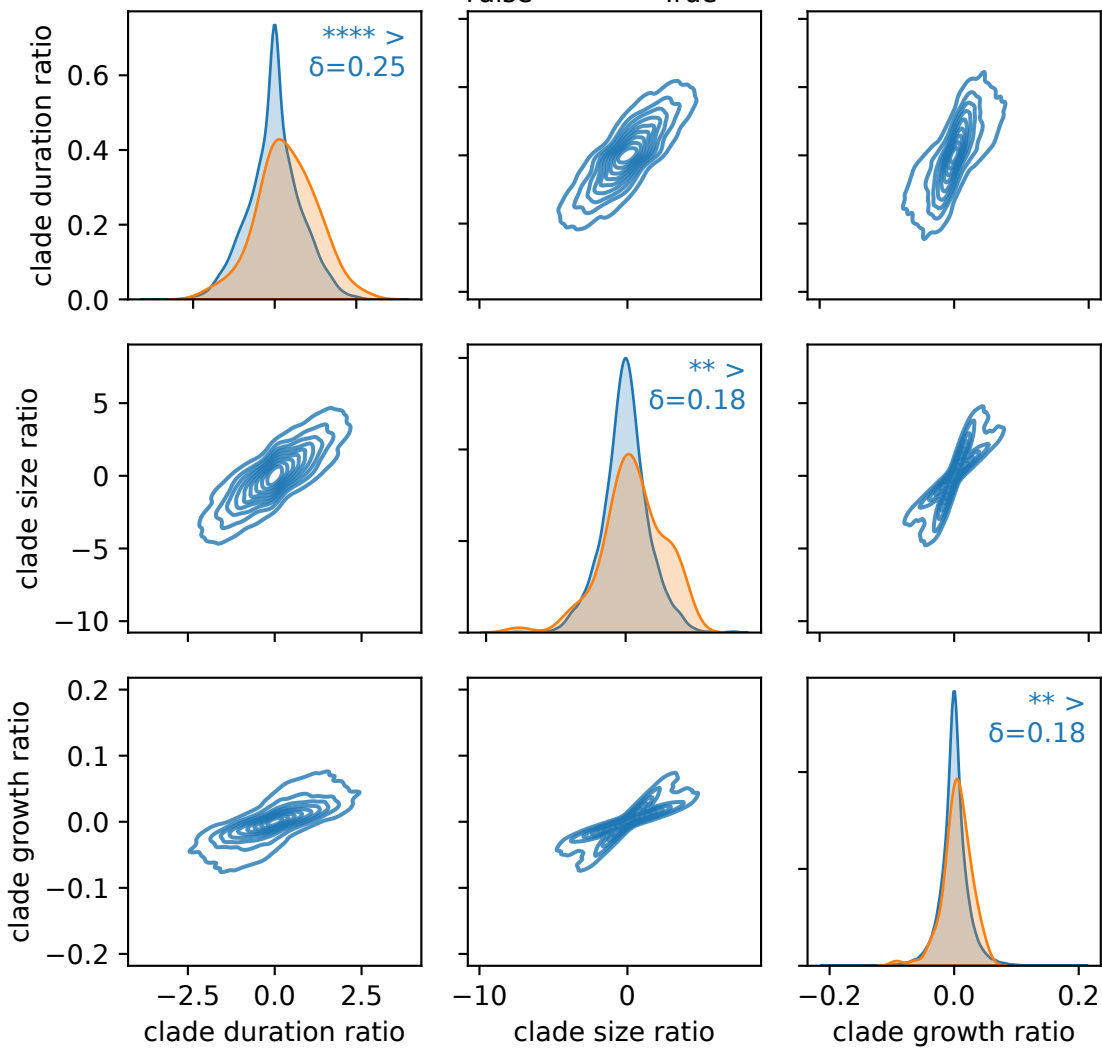 False True
clade duration ratio
0.6
0.4
0.2
0.0
**** >
δ=0.25
clade size ratio
5
0
−5
−10
** >
δ=0.18
clade growth ratio
0.2
0.1
0.0
−0.1
−0.2
** >
δ=0.18
−2.5 0.0 2.5
−10 0
−0.2 0.0 0.2
clade duration ratio
clade size ratio
clade growth ratio